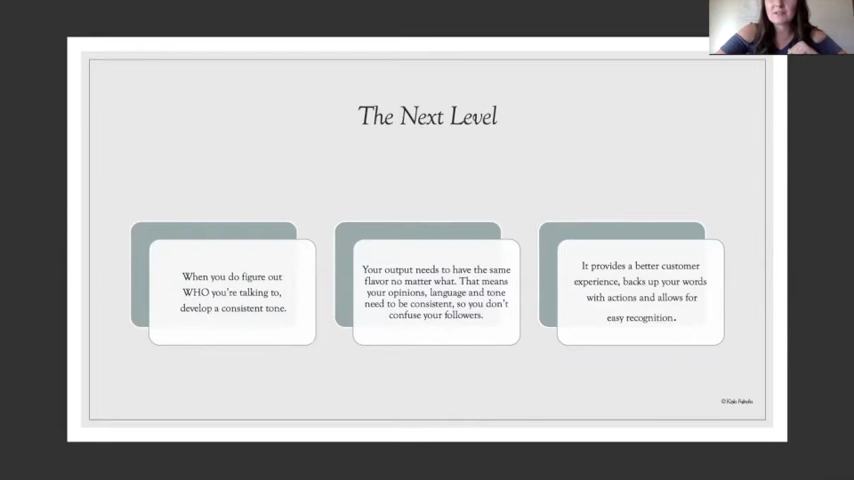 The Next Level
When you do figure out
WHO you're talking to,
develop a consistent tone.
Your output needs to have the same
flavor no matter what. That means
your opinions, language and tone
need to be consistent, so you don't
confuse your followers.
It provides a better customer
experience, backs up your words
with actions and allows for
easy recognition.